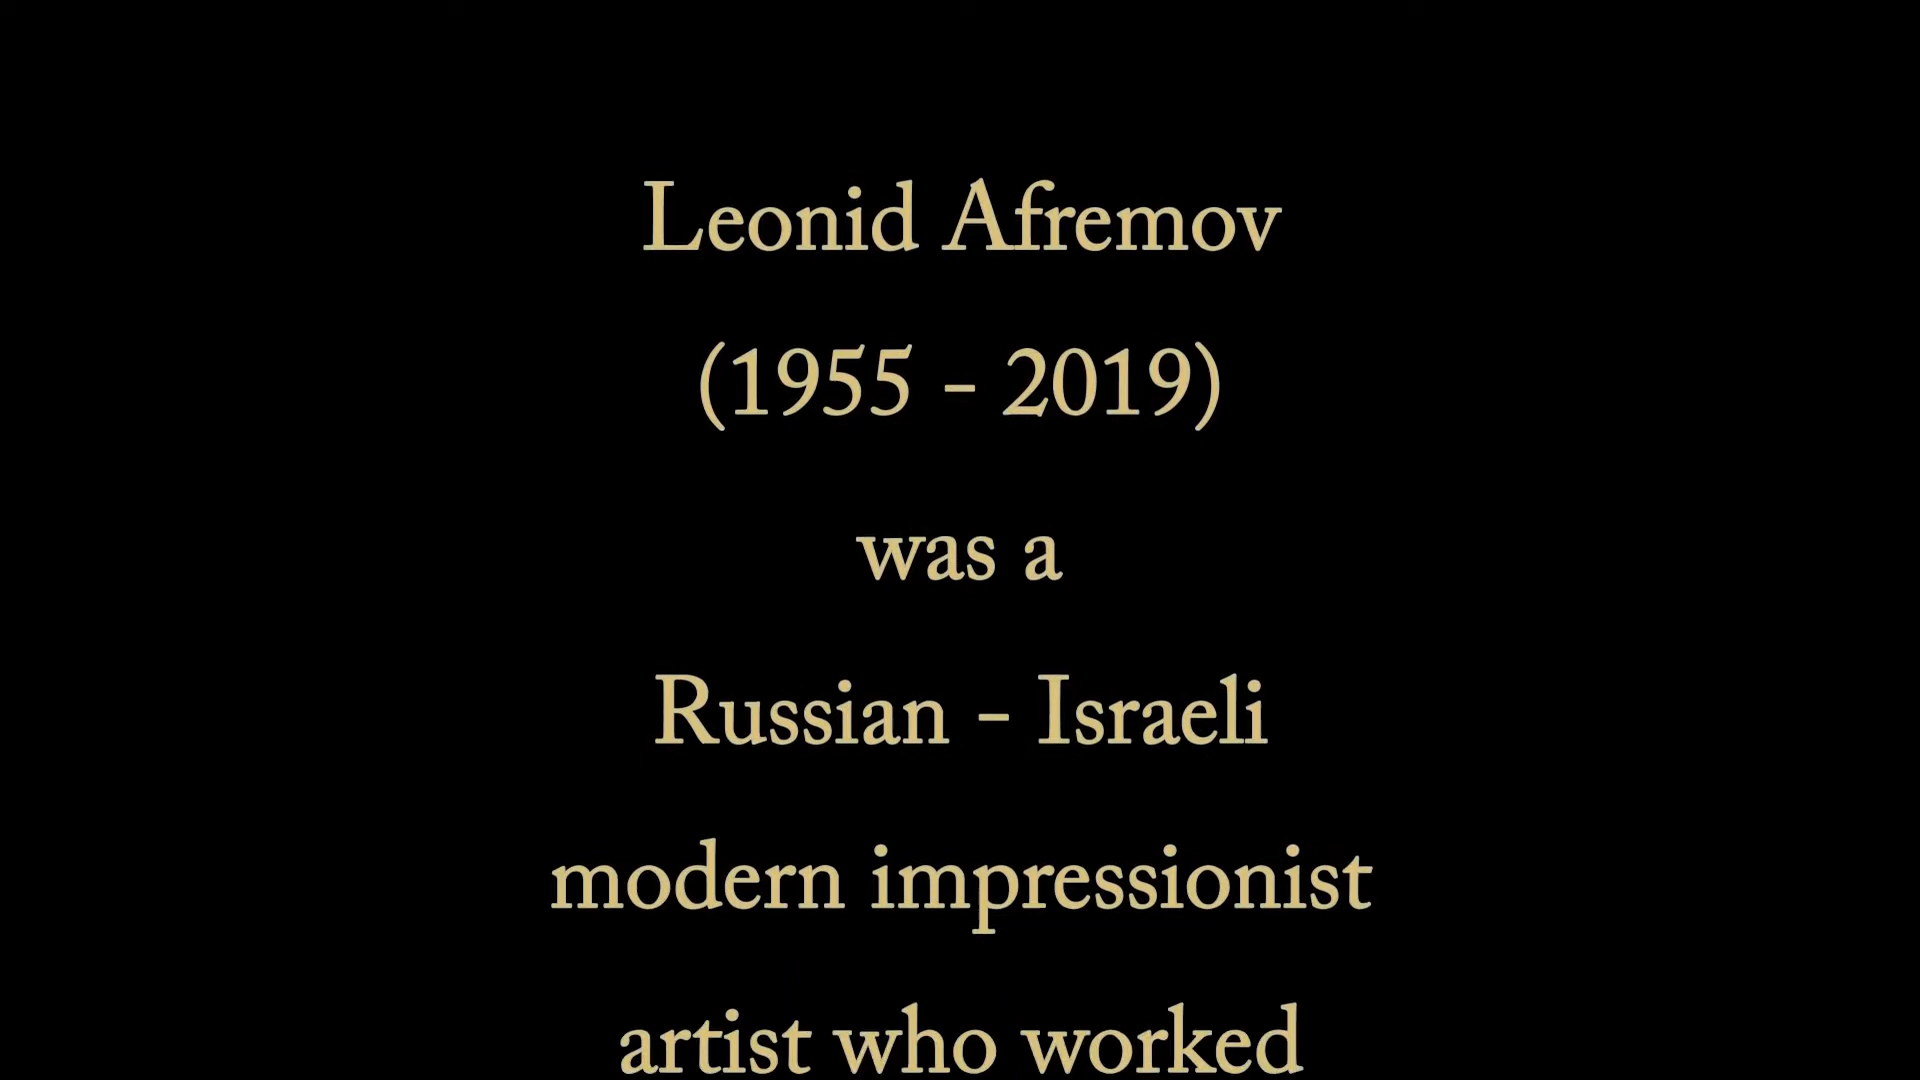 Leonid Afremov
(1955 - 2019)
was a
Russian - Israeli
modern impressionist
artist who worked